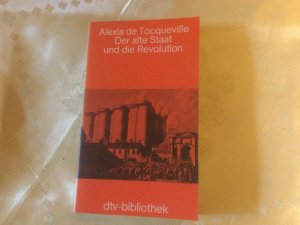 Alexis de Tocqueville
Der alte Staat
und die Revolution
dtv-bibliothek